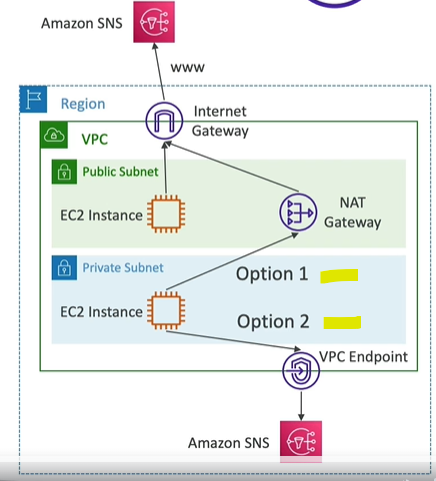 Amazon SNS
www
Region
Internet
Gateway
VPC
Public Subnet
EC2 Instance
NAT
Gateway
Private Subnet
Option 1
EC2 Instance
Option 2
VPC Endpoint
Amazon SNS